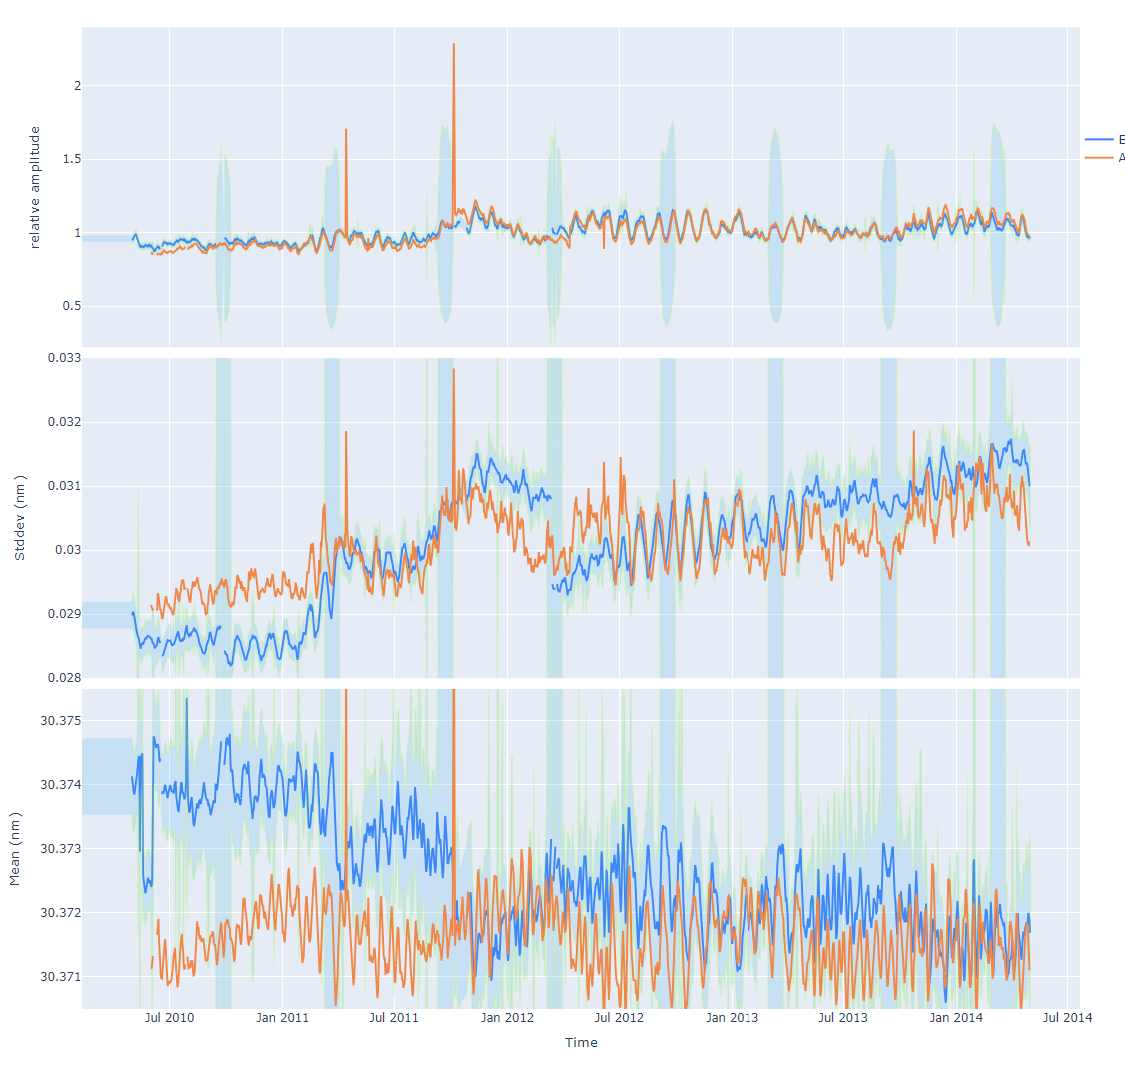 relative amplitude
2
1.5
1
0.5
E
A
Stddev (nm )
0.033
0.032
0.031
0.03
0.029
0.028
Mean (nm )
30.375
30.374
30.373
30.372
30.371
Jul 2010
Jan 2011
Jul 2011
Jan 2012
Jul 2012
Jan 2013
Jul 2013
Jan 2014
Jul 2014
Time